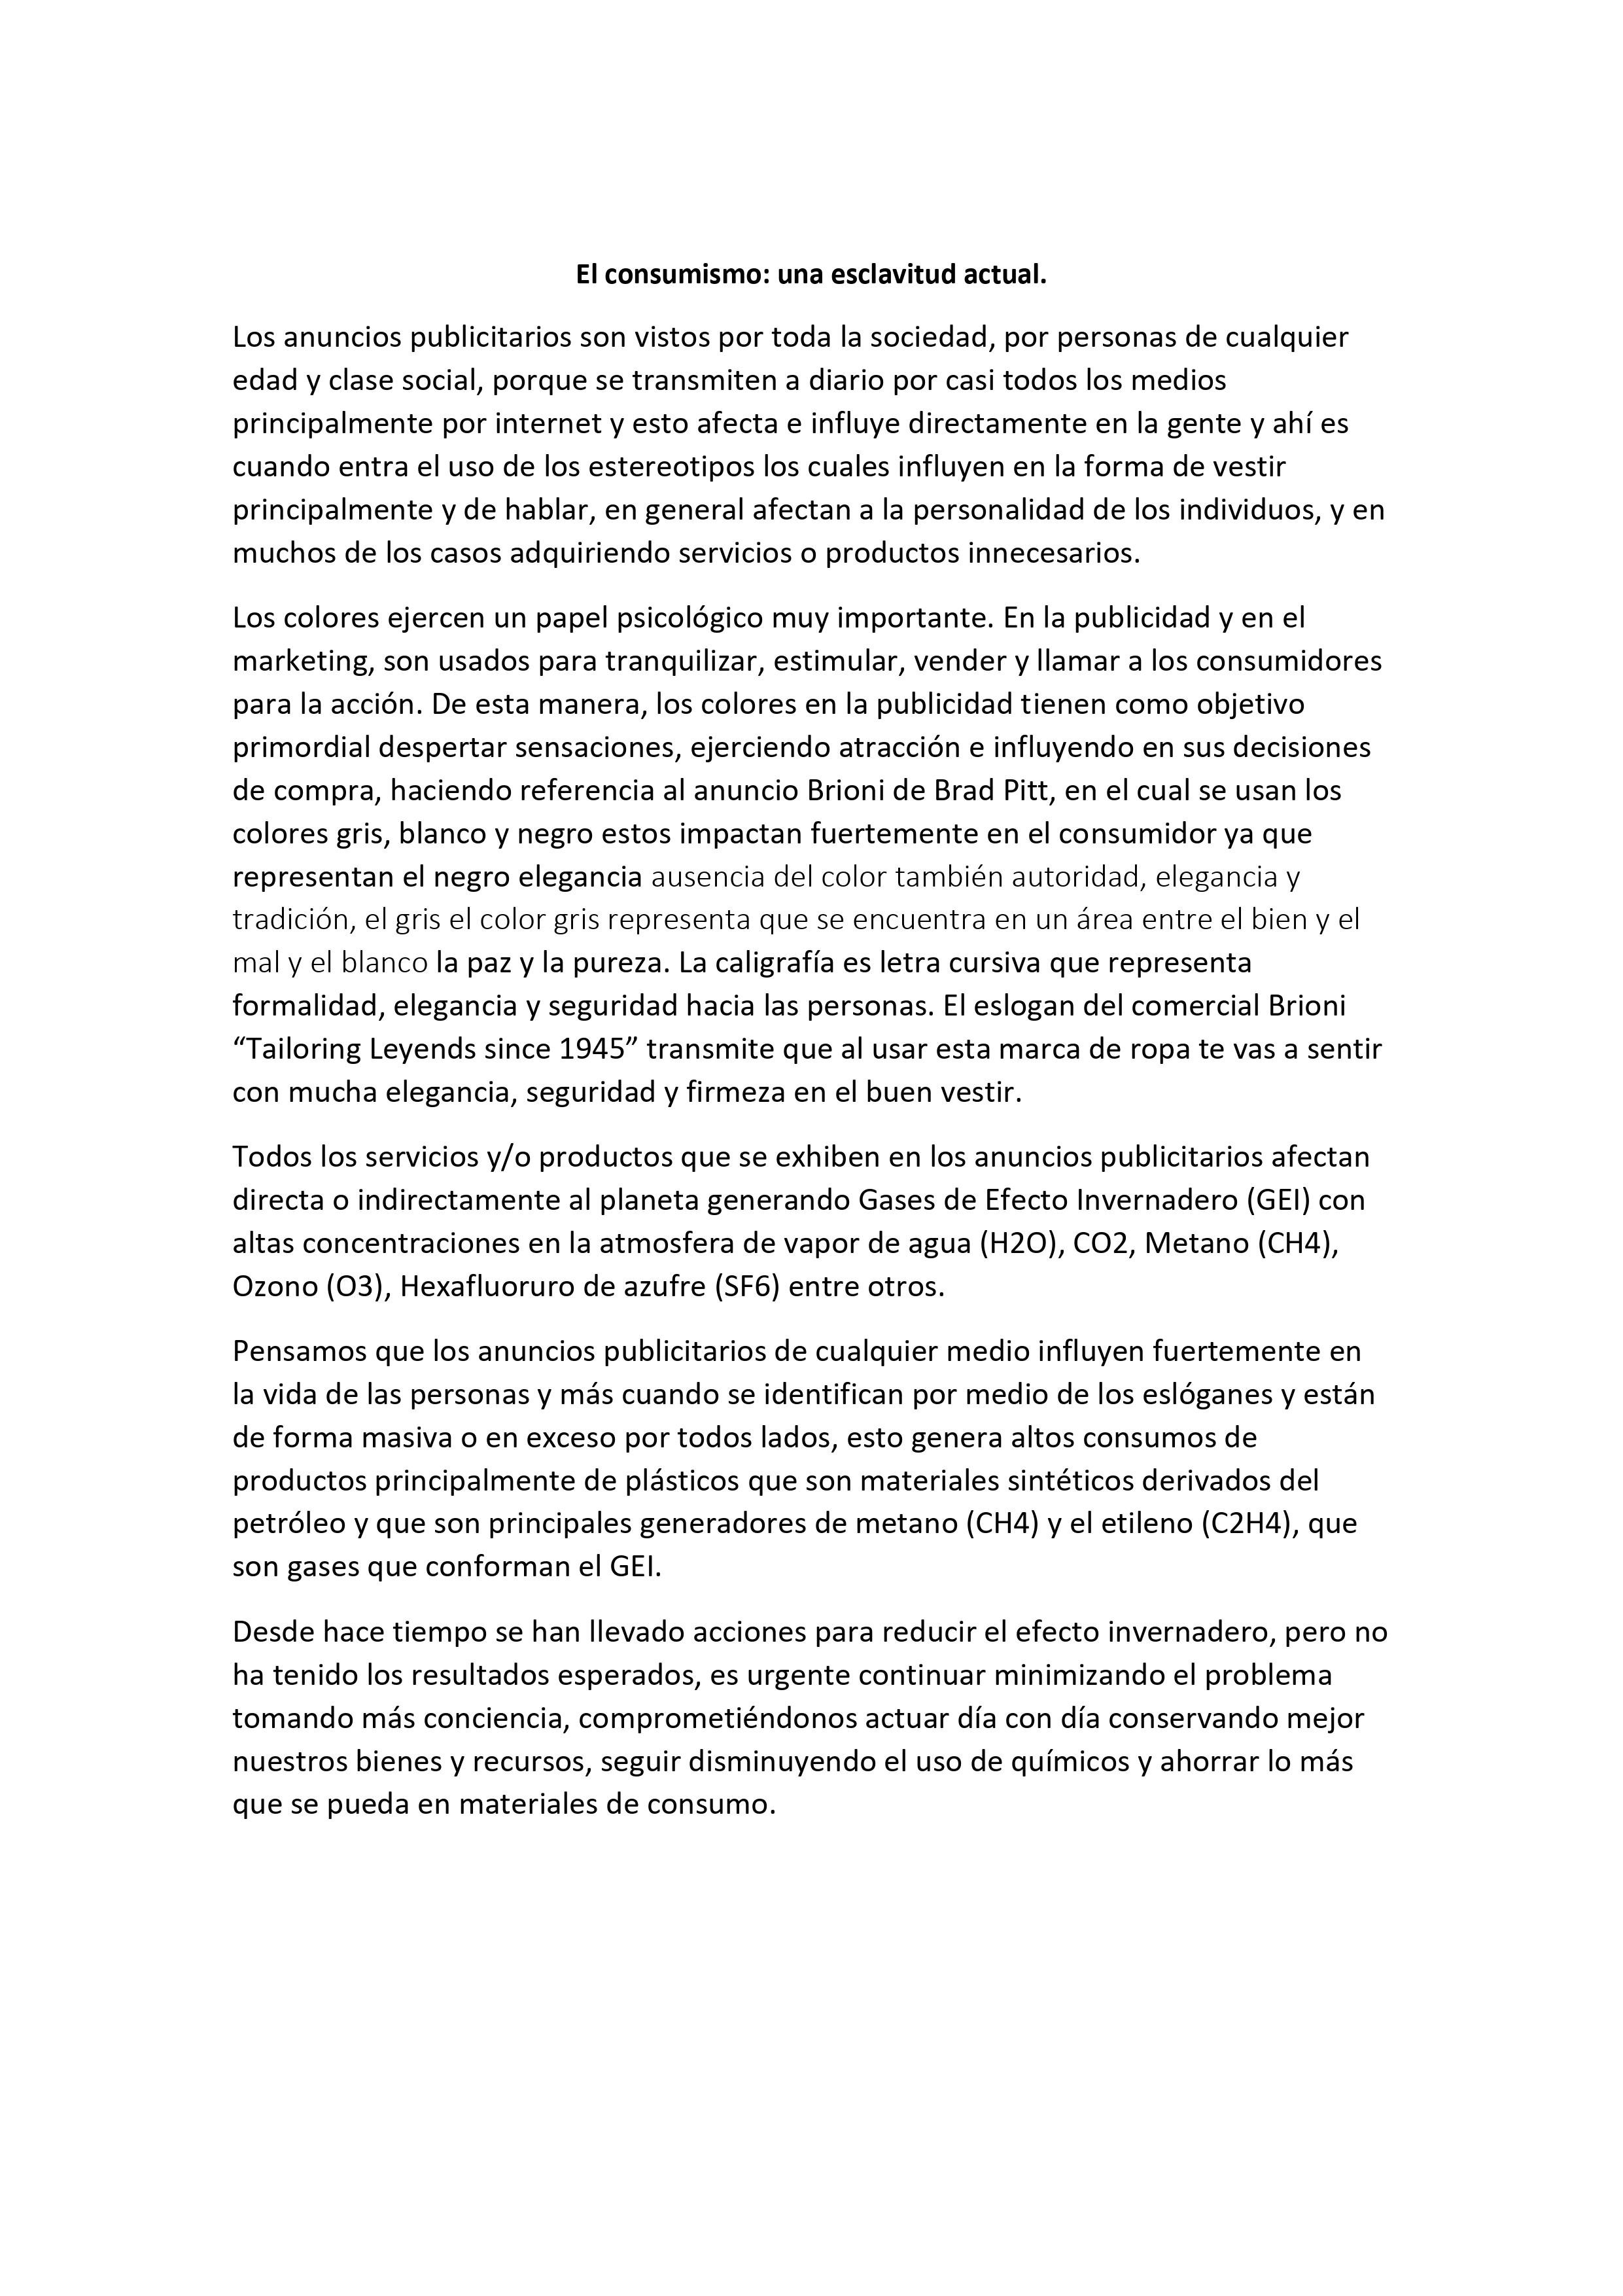 El consumismo: una esclavitud actual.
Los anuncios publicitarios son vistos por toda la sociedad, por personas de cualquier
edad y clase social, porque se transmiten a diario por casi todos los medios
principalmente por internet y esto afecta e influye directamente en la gente y ahí es
cuando entra el uso de los estereotipos los cuales influyen en la forma de vestir
principalmente y de hablar, en general afectan a la personalidad de los individuos, y en
muchos de los casos adquiriendo servicios o productos innecesarios.
Los colores ejercen un papel psicológico muy importante. En la publicidad y en el
marketing, son usados para tranquilizar, estimular, vender y llamar a los consumidores
para la acción. De esta manera, los colores en la publicidad tienen como objetivo
primordial despertar sensaciones, ejerciendo atracción e influyendo en sus decisiones
de compra, haciendo referencia al anuncio Brioni de Brad Pitt, en el cual se usan los
colores gris, blanco y negro estos impactan fuertemente en el consumidor ya que
representan el negro elegancia ausencia del color también autoridad, elegancia y
tradición, el gris el color gris representa que se encuentra en un área entre el bien y el
mal y el blanco la paz y la pureza. La caligrafía es letra cursiva que representa
formalidad, elegancia y seguridad hacia las personas. El eslogan del comercial Brioni
“Tailoring Leyends since 1945” transmite que al usar esta marca de ropa te vas a sentir
con mucha elegancia, seguridad y firmeza en el buen vestir.
Todos los servicios y/o productos que se exhiben en los anuncios publicitarios afectan
directa o indirectamente al planeta generando Gases de Efecto Invernadero (GEI) con
altas concentraciones en la atmosfera de vapor de agua (H2O), CO2, Metano (CH4),
Ozono (O3), Hexafluoruro de azufre (SF6) entre otros.
Pensamos que los anuncios publicitarios de cualquier medio influyen fuertemente en
la vida de las personas y más cuando se identifican por medio de los eslóganes y están
de forma masiva o en exceso por todos lados, esto genera altos consumos de
productos principalmente de plásticos que son materiales sintéticos derivados del
petróleo y que son principales generadores de metano (CH4) y el etileno (C2H4), que
son gases que conforman el GEI.
Desde hace tiempo se han llevado acciones para reducir el efecto invernadero, pero no
ha tenido los resultados esperados, es urgente continuar minimizando el problema
tomando más conciencia, comprometiéndonos actuar día con día conservando mejor
nuestros bienes y recursos, seguir disminuyendo el uso de químicos y ahorrar lo más
que se pueda en materiales de consumo.